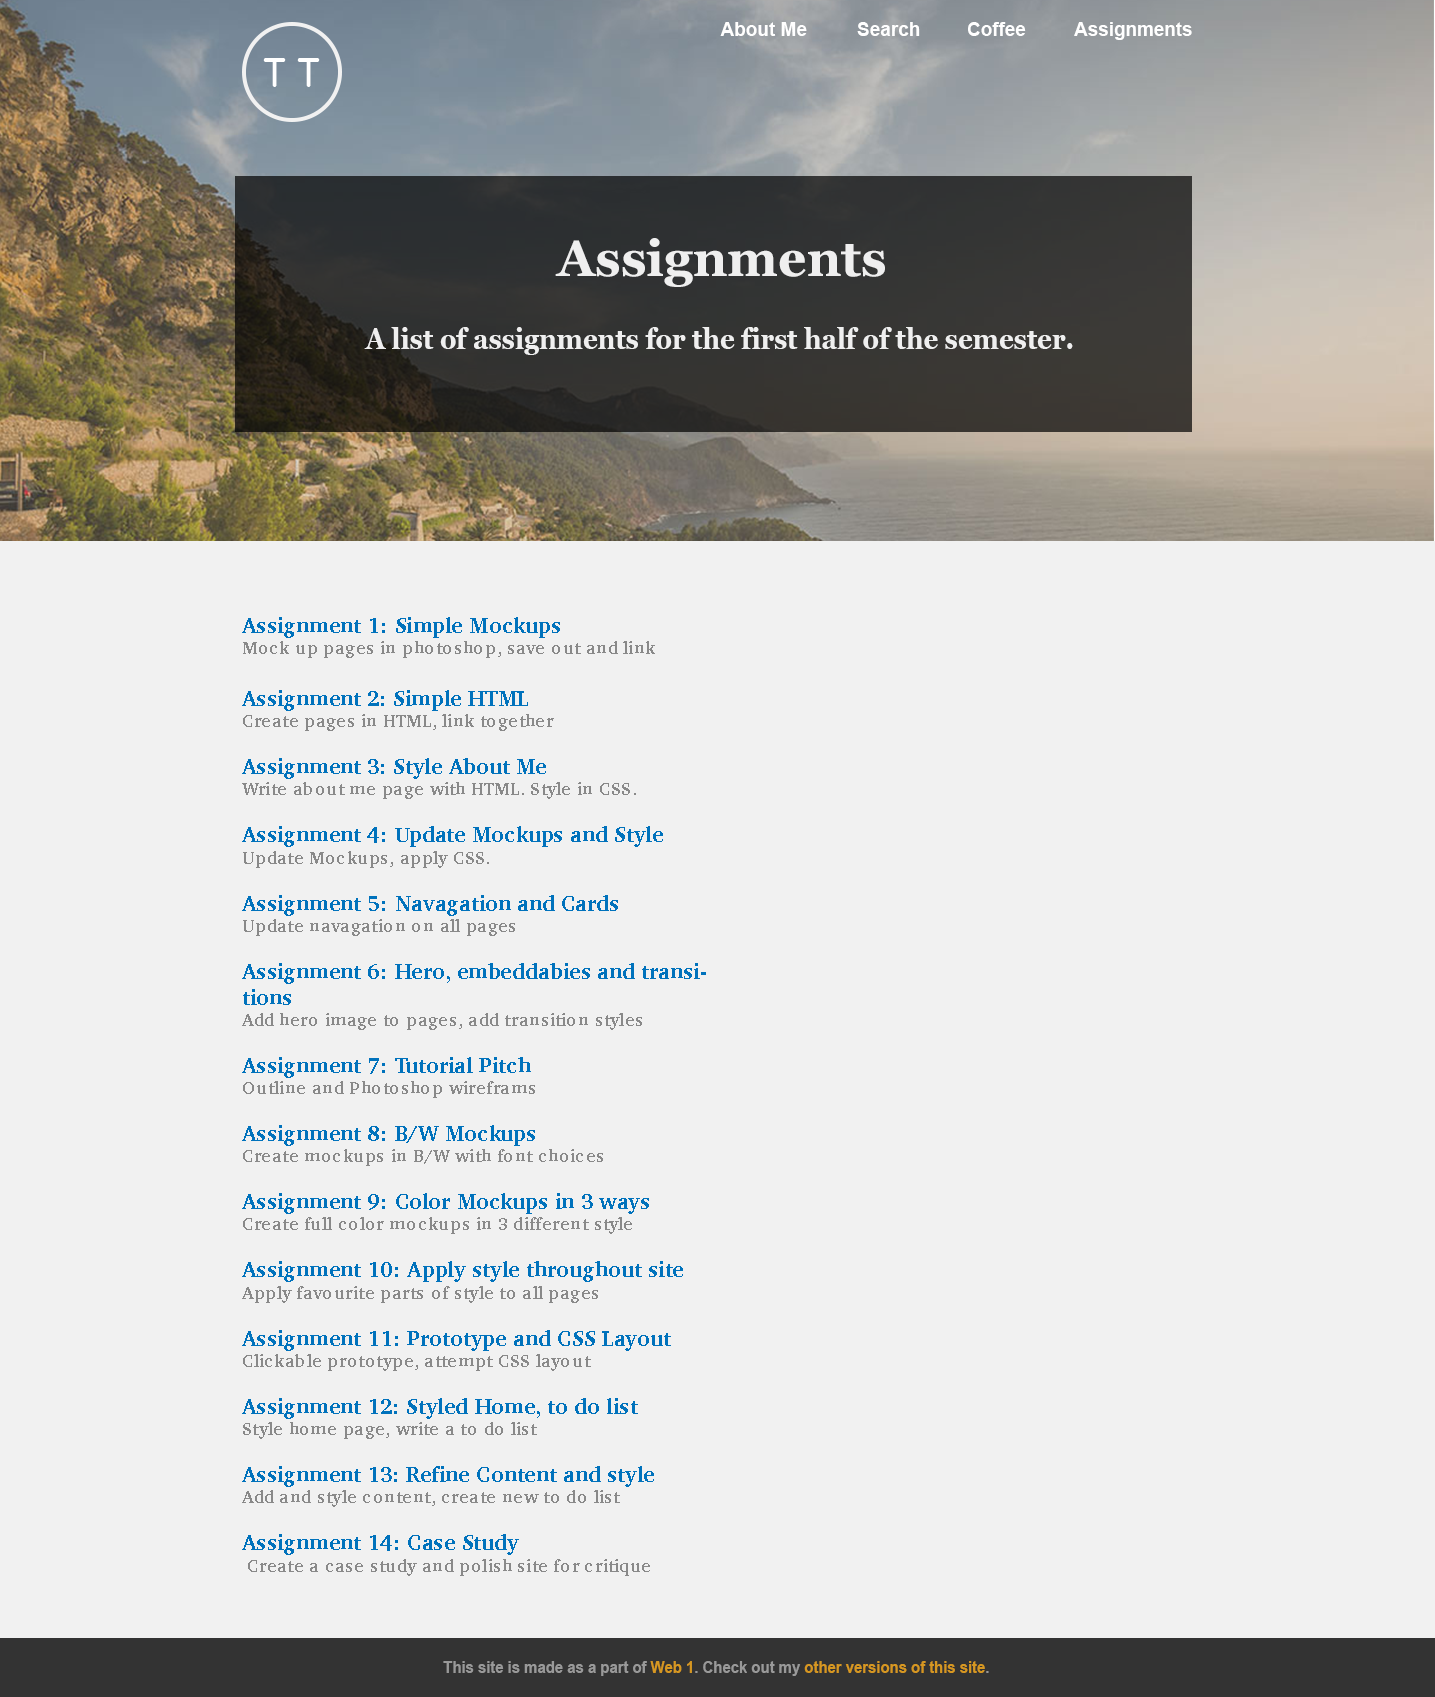 TT
About Me Search Coffee Assignments
Assignments
A list of assignments for the first half of the semester.
Assignment 1: Simple Mockups
Mock up pages in photoshop, save out and link
Assignment 2: Simple HTML
Create pages in HTML, link together
Assignment 3: Style About Me
Write about me page with HTML. Style in CSS.
Assignment 4: Update Mockups and Style
Update Mockups, apply CSS.
Assignment 5: Navagation and Cards
Update navagation on all pages
Assignment 6: Hero, embeddabies and transi-
tions
Add hero image to pages, add transition styles
Assignment 7: Tutorial Pitch
Outline and Photoshop wireframs
Assignment 8: B/W Mockups
Create mockups in B/W with font choices
Assignment 9: Color Mockups in 3 ways
Create full color mockups in 3 different style
Assignment 10: Apply style throughout site
Apply favourite parts of style to all pages
Assignment 11: Prototype and CSS Layout
Clickable prototype, attempt CSS layout
Assignment 12: Styled Home, to do list
Style home page, write a to do list
Assignment 13: Refine Content and style
Add and style content, create new to do list
Assignment 14: Case Study
Create a case study and polish site for critique
This site is made as a part of Web 1. Check out my other versions of this site.